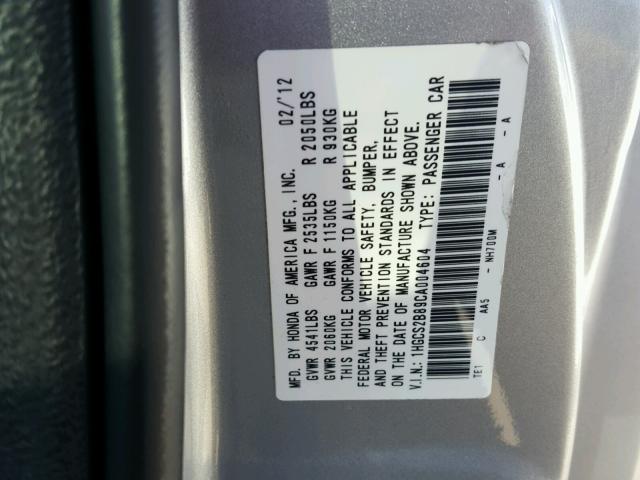 MFD. BY HONDA OF AMERICA MFG., INC. 02/'12
GVWR 4541LBS GAWR F 2535LBS R 2050LBS
GVWR 2060KG GAWR F 1150KG R 930KG
THIS VEHICLE CONFORMS TO ALL APPLICABLE
FEDERAL MOTOR VEHICLE SAFETY, BUMPER,
AND THEFT PREVENTION STANDARDS IN EFFECT
ON THE DATE OF MANUFACTURE SHOWN ABOVE.
V.I.N.: 1HGCS2B89CA004604 TYPE: PASSENGER CAR
TE1 C AA5 - NH700M - A - A